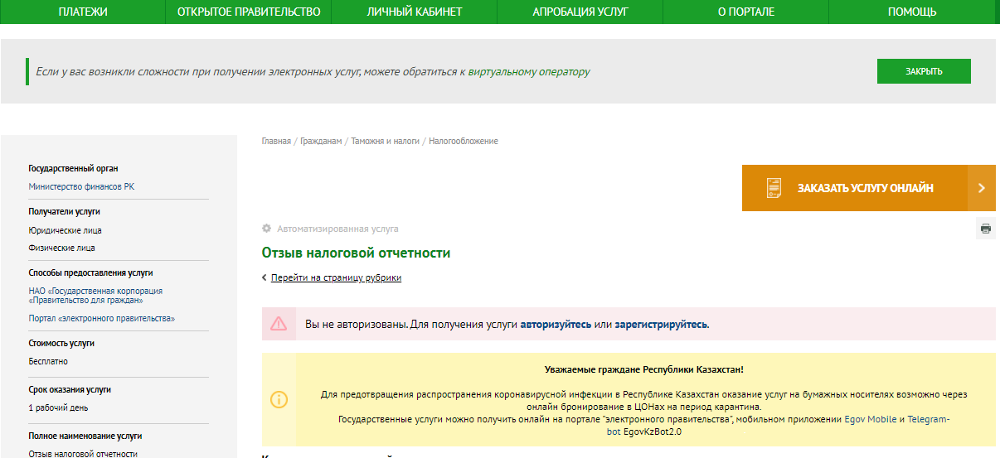 ПЛАТЕЖИ ОТКРЫТОЕ ПРАВИТЕЛЬСТВО ЛИЧНЫЙ КАБИНЕТ АПРОБАЦИЯ УСЛУГ О ПОРТАЛЕ ПОМОЩЬ
Если у вас возникли сложности при получении электронных услуг, можете обратиться к виртуальному оператору
ЗАКРЫТЬ
Государственный орган
Министерство финансов РК
Получатели услуги
Юридические лица
Физические лица
Способы предоставления услуги
НАО «Государственная корпорация
«Правительство для граждан»
Портал «электронного правительства»
Стоимость услуги
Бесплатно
Срок оказания услуги
1 рабочий день
Полное наименование услуги
Отзыв налоговой отчетности
Главная / Гражданам / Таможня и налоги / Налогообложение
ЗАКАЗАТЬ УСЛУГУ ОНЛАЙН
Автоматизированная услуга
Отзыв налоговой отчетности
Перейти на страницу рубрики
Вы не авторизованы. Для получения услуги авторизуйтесь или зарегистрируйтесь.
Уважаемые граждане Республики Казахстан!
Для предотвращения распространения коронавирусной инфекции в Республике Казахстан оказание услуг на бумажных носителях возможно через
онлайн бронирование в ЦОНах на период карантина.
Государственные услуги можно получить онлайн на портале "электронного правительства", мобильном приложении Egov Mobile и Telegram-
bot EgovKzBot2.0